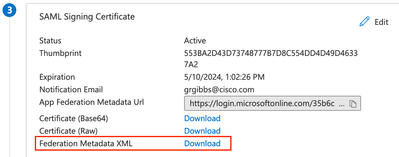 3
SAML Signing Certificate
Edit
Status Active
Thumbprint 553BA2D43D73748777B7D8C554DD4D49D4633
7A2
Expiration 5/10/2024, 1:02:26 PM
Notification Email grgibbs@cisco.com
App Federation Metadata Url https://login.microsoftonline.com/35b6c ...
Certificate (Base64) Download
Certificate (Raw) Download
Federation Metadata XML Download